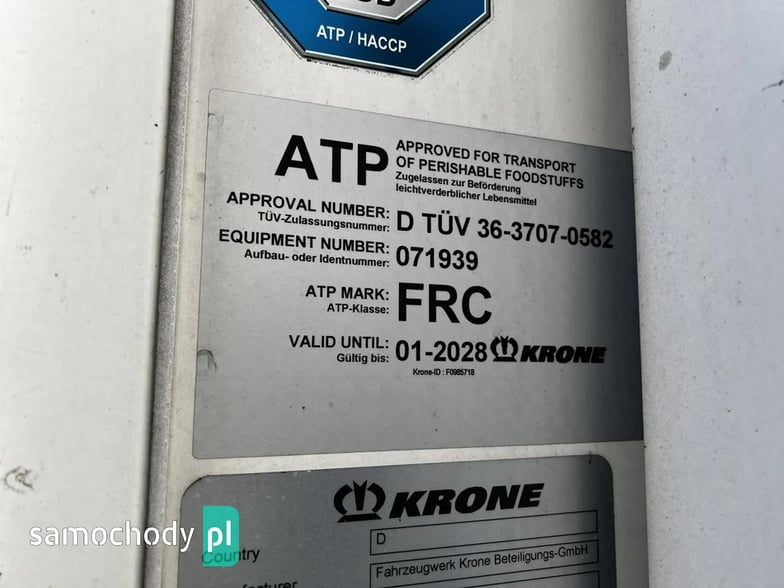 ATP / HACCP
ATP APPROVED FOR TRANSPORT
OF PERISHABLE FOODSTUFFS
Zugelassen zur Beförderung
leichtverderblicher Lebensmittel
APPROVAL NUMBER: D TÜV 36-3707-0582
TÜV-Zulassungsnummer:
EQUIPMENT NUMBER: 071939
Aufbau- oder Identnummer:
ATP MARK: FRC
ATP-Klasse:
VALID UNTIL: 01-2028 KRONE
Gültig bis:
Krone-ID : F0985718
KRONE
samochody pl
Country D
Fahrzeugwerk Krone Beteiligungs-GmbH